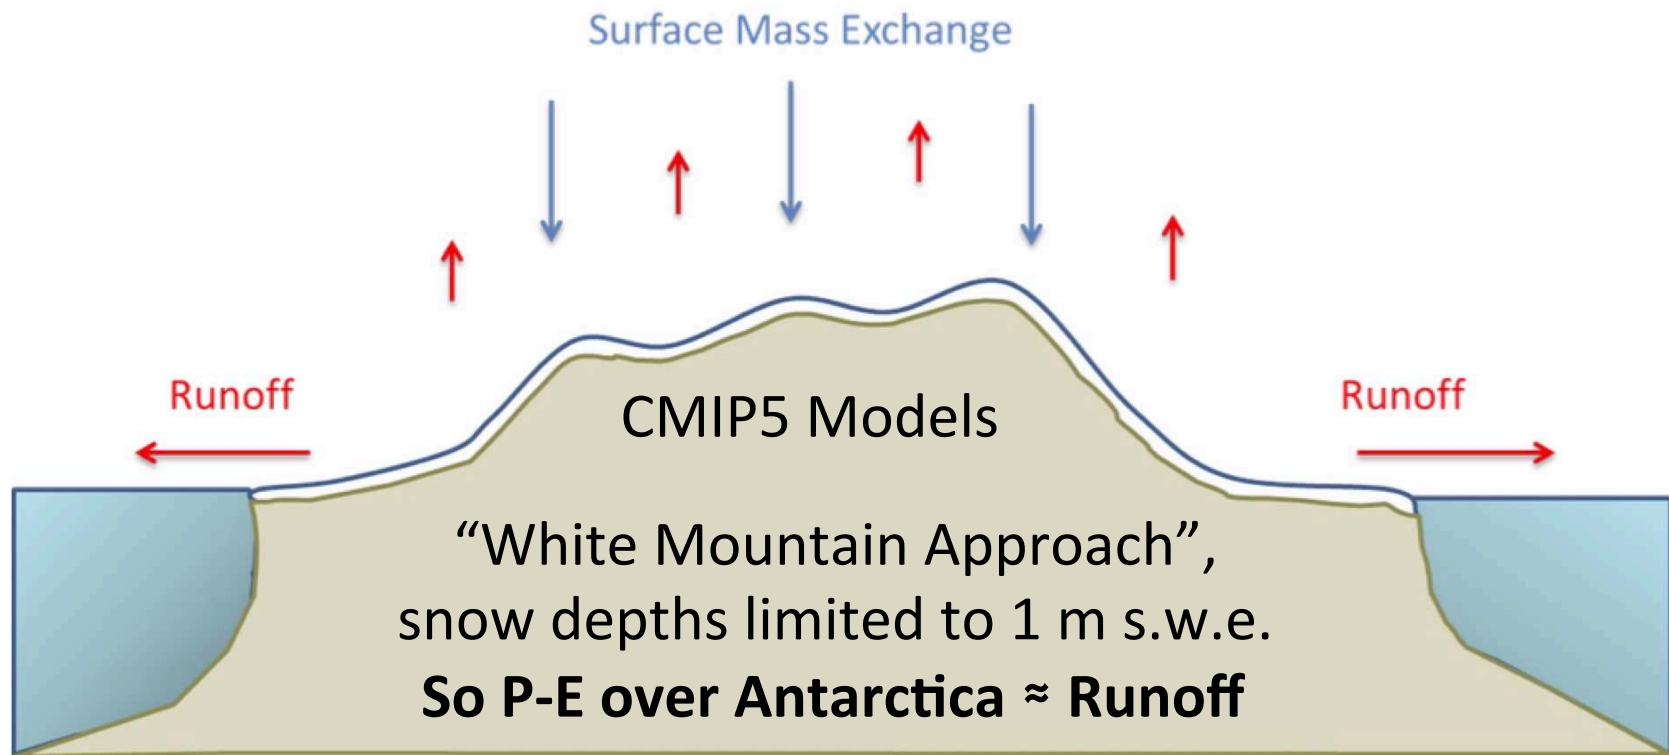 Surface Mass Exchange
Runoff
Runoff
CMIP5 Models
“White Mountain Approach”,
snow depths limited to 1 m s.w.e.
So P-E over Antarctica ≈ Runoff